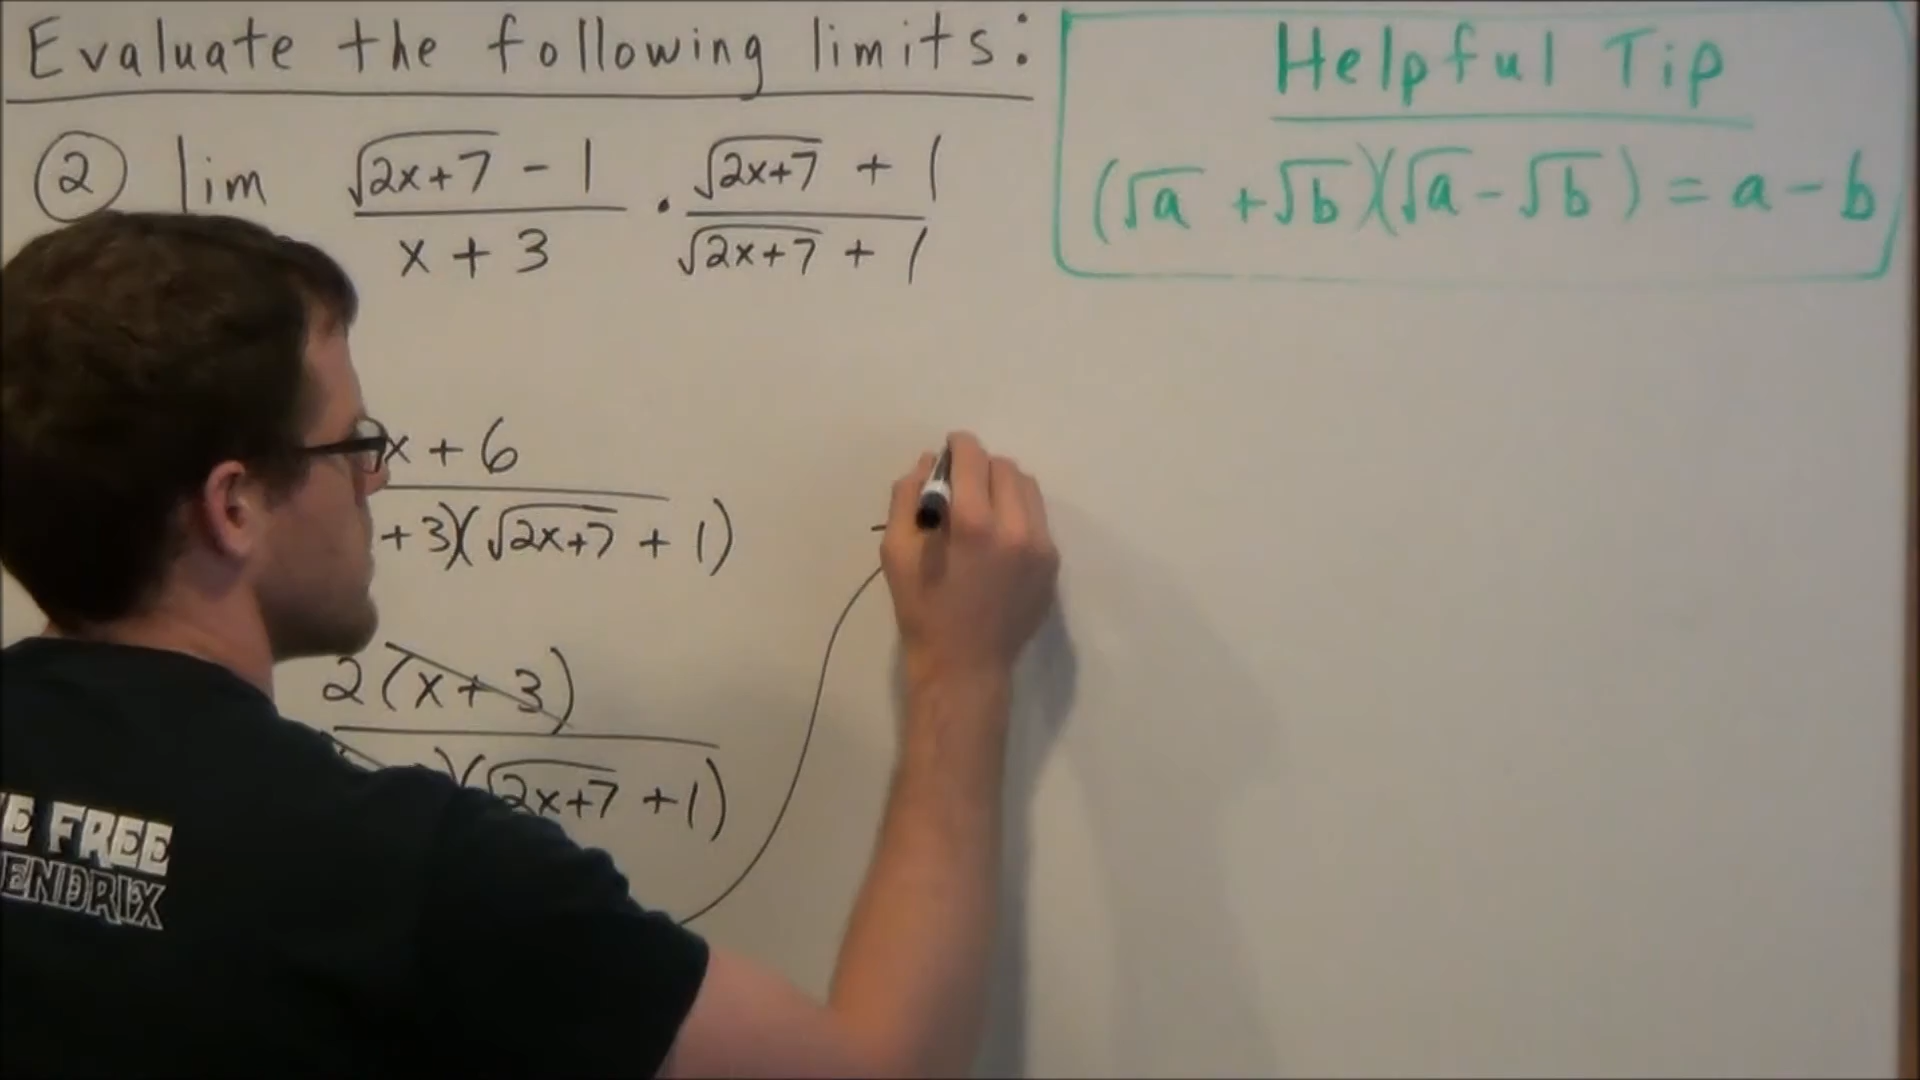 Evaluate the following limits:
② lim √2x+7 - 1 / x + 3 · √2x+7 + 1 / √2x+7 + 1
x + 6
+ 3)(√2x+7 + 1)
2(x + 3)
)(√2x+7 + 1)
Helpful Tip
(√a + √b)(√a - √b) = a - b
E FREE
ENDRIX